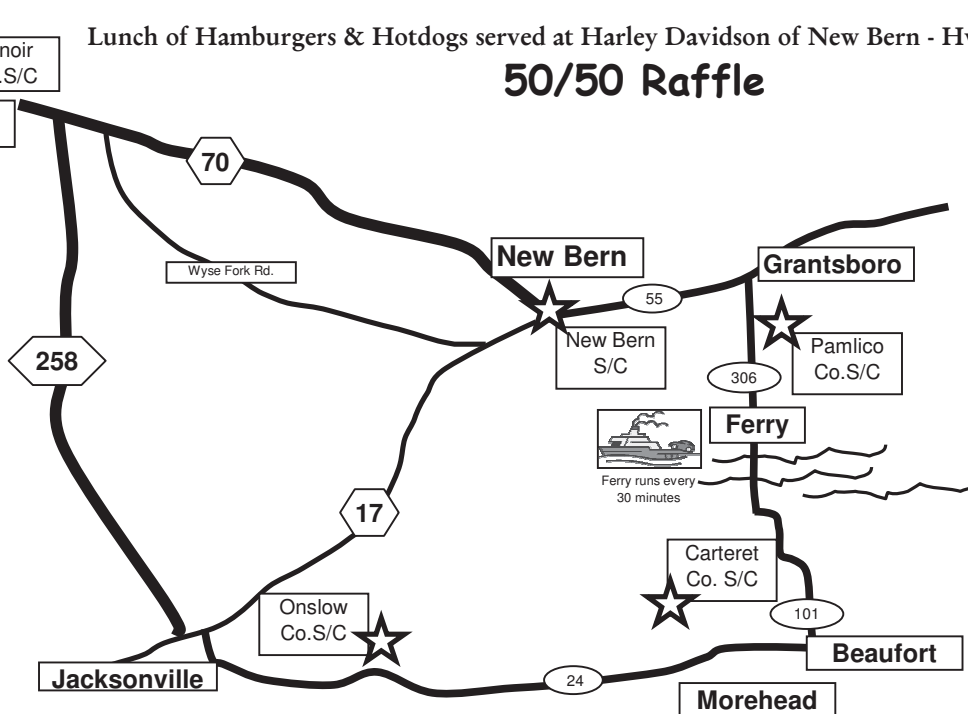 Lunch of Hamburgers & Hotdogs served at Harley Davidson of New Bern -
50/50 Raffle
S/C
70
New Bern
Grantsboro
Wyse Fork Rd.
55
New Bern
S/C
Pamlico
Co.S/C
258
306
Ferry
Ferry runs every
30 minutes
17
Carteret
Co. S/C
Onslow
Co.S/C
101
Beaufort
Jacksonville
24
Morehead